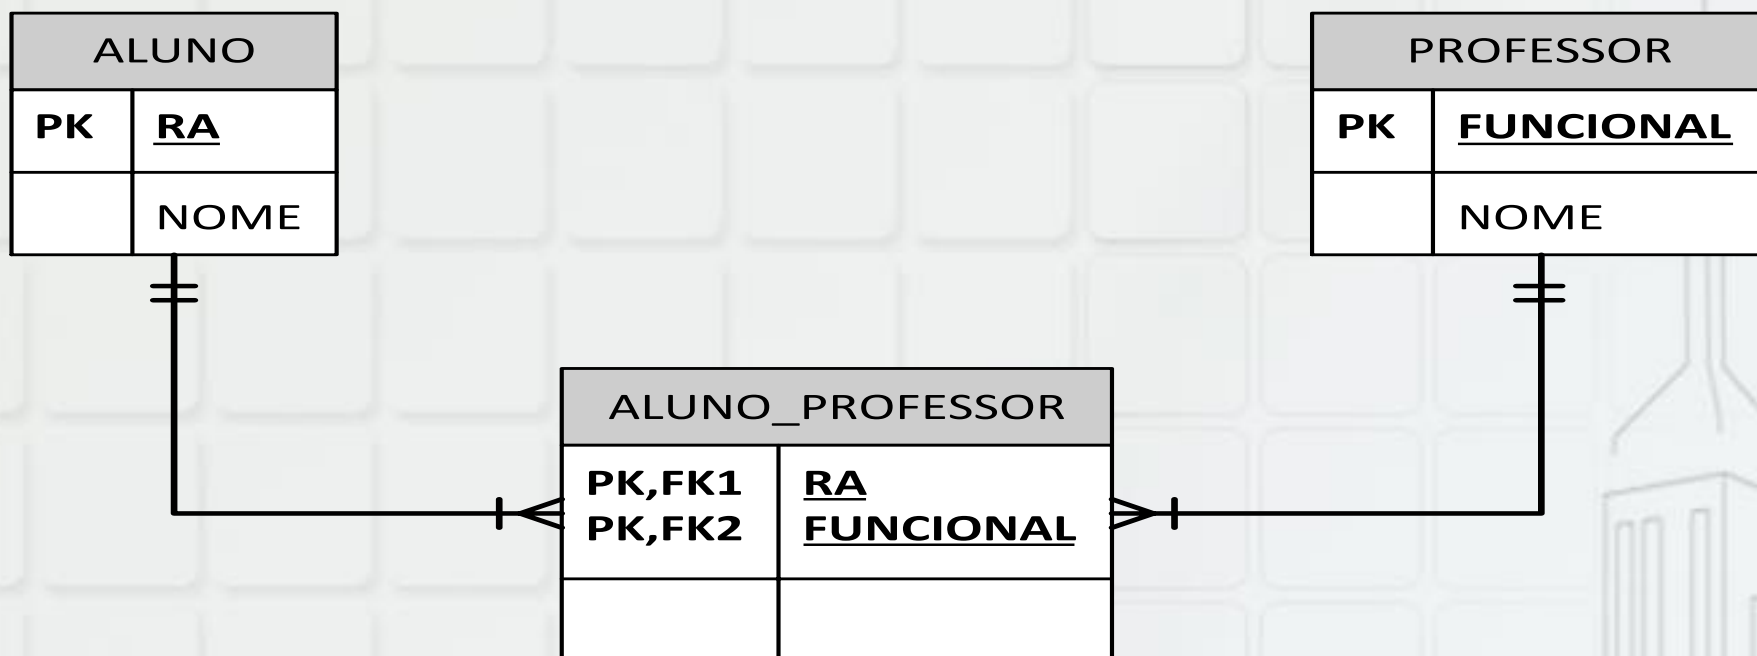 ALUNO
PK RA
NOME
PROFESSOR
PK FUNCIONAL
NOME
ALUNO_PROFESSOR
PK,FK1 RA
PK,FK2 FUNCIONAL